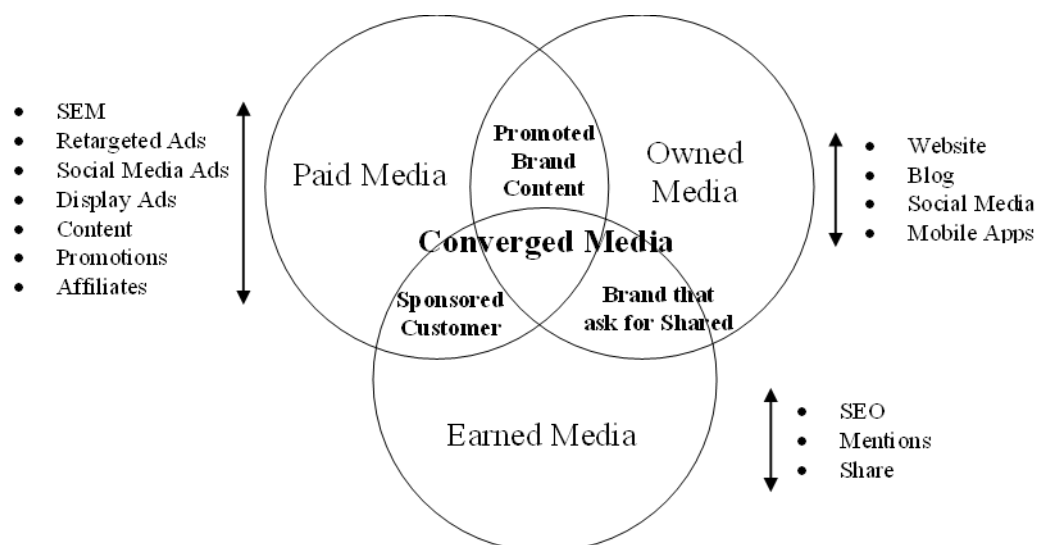 • SEM
• Retargeted Ads
• Social Media Ads
• Display Ads
• Content
• Promotions
• Affiliates
Paid Media
Promoted
Brand
Content
Owned
Media
• Website
• Blog
• Social Media
• Mobile Apps
Converged Media
Sponsored
Customer
Brand that
ask for Shared
Earned Media
• SEO
• Mentions
• Share